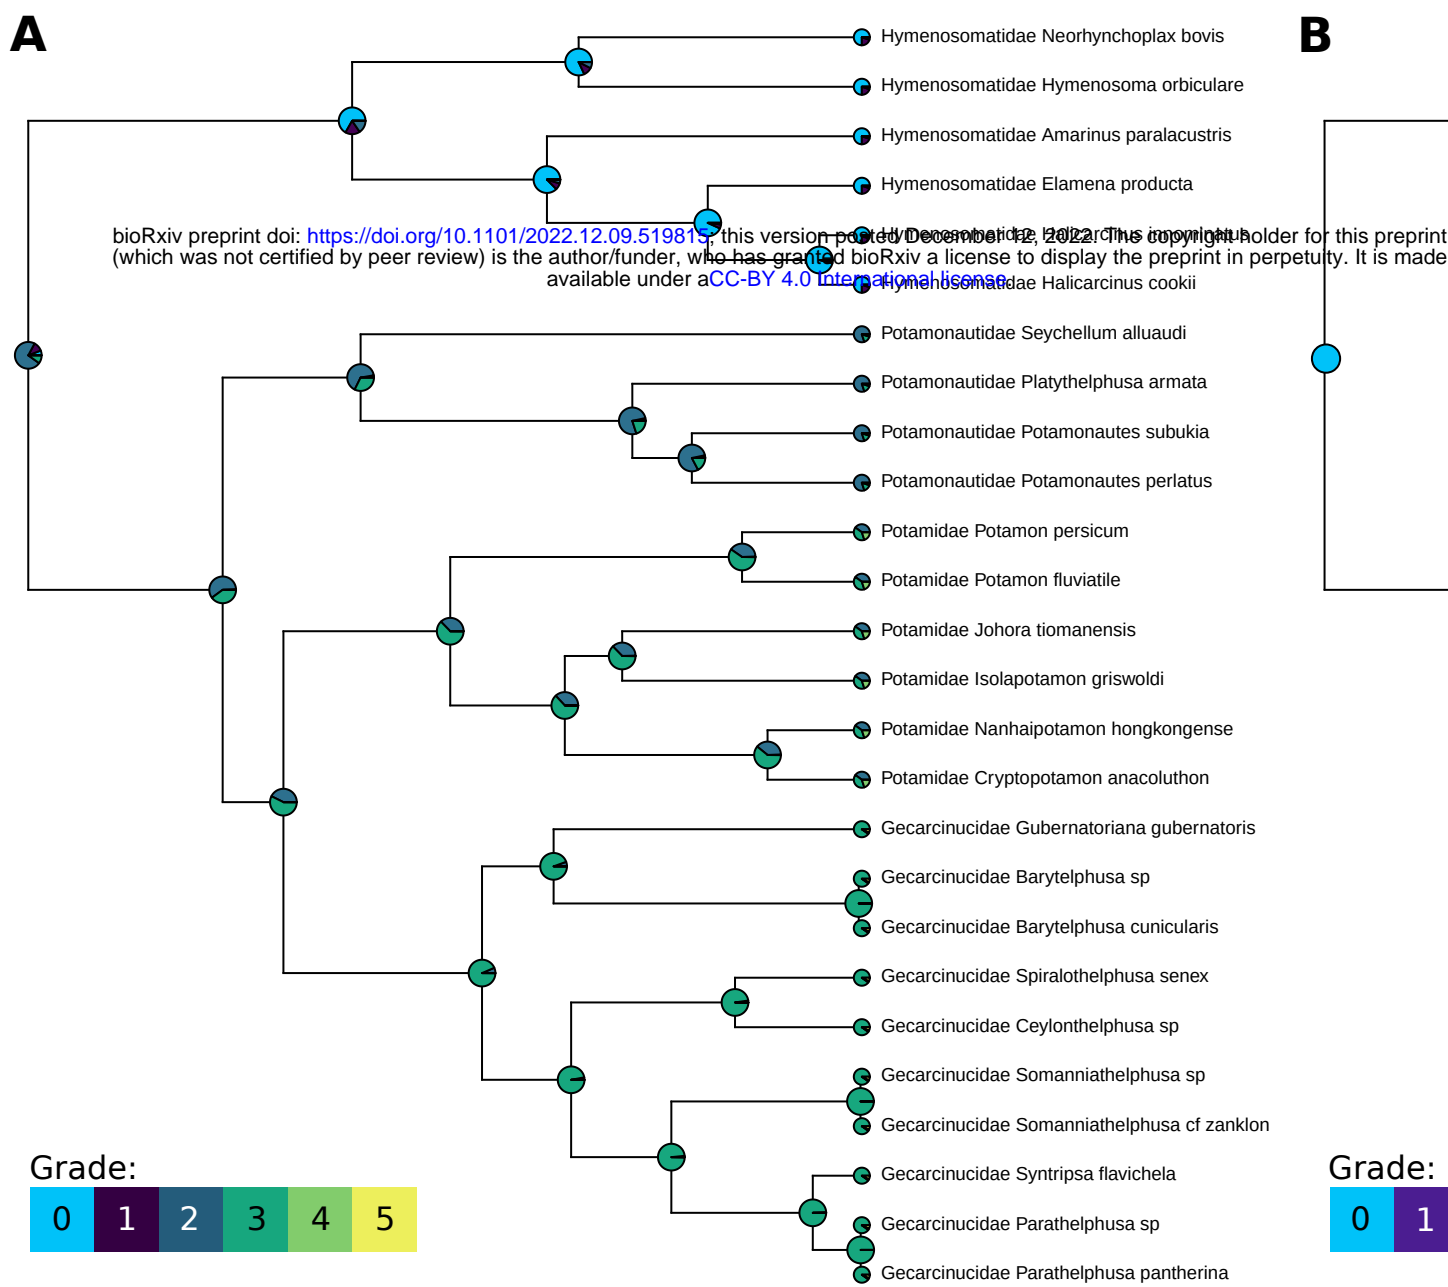 A
B
Hymenosomatidae Neorhynchoplax bovis
Hymenosomatidae Hymenosoma orbiculare
Hymenosomatidae Amarinus paralacustris
Hymenosomatidae Elamena producta
Hymenosomatidae Halicarcinus innominatus
bioRxiv preprint doi: https://doi.org/10.1101/2022.12.09.519815; this version posted December 12, 2022. The copyright holder for this preprint
(which was not certified by peer review) is the author/funder, who has granted bioRxiv a license to display the preprint in perpetuity. It is made
available under aCC-BY 4.0 International license.
Hymenosomatidae Halicarcinus cookii
Potamonautidae Seychellum alluaudi
Potamonautidae Platythelphusa armata
Potamonautidae Potamonautes subukia
Potamonautidae Potamonautes perlatus
Potamidae Potamon persicum
Potamidae Potamon fluviatile
Potamidae Johora tiomanensis
Potamidae Isolapotamon griswoldi
Potamidae Nanhaipotamon hongkongense
Potamidae Cryptopotamon anacoluthon
Gecarcinucidae Gubernatoriana gubernatoris
Gecarcinucidae Barytelphusa sp
Gecarcinucidae Barytelphusa cunicularis
Gecarcinucidae Spiralothelphusa senex
Gecarcinucidae Ceylonthelphusa sp
Gecarcinucidae Somanniathelphusa sp
Gecarcinucidae Somanniathelphusa cf zanklon
Gecarcinucidae Syntripsa flavichela
Gecarcinucidae Parathelphusa sp
Gecarcinucidae Parathelphusa pantherina
Grade:
0 1 2 3 4 5
Grade:
0 1